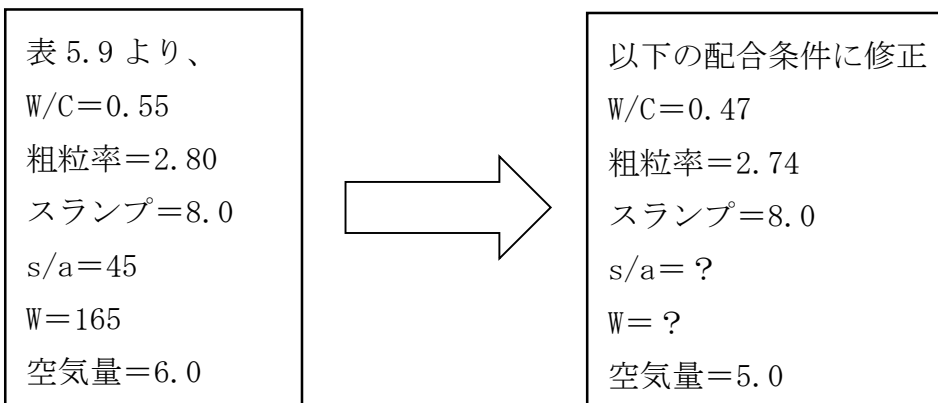 表 5.9 より、
W/C＝0.55
粗粒率＝2.80
スランプ＝8.0
s/a＝45
W＝165
空気量＝6.0
以下の配合条件に修正
W/C＝0.47
粗粒率＝2.74
スランプ＝8.0
s/a＝？
W＝？
空気量＝5.0